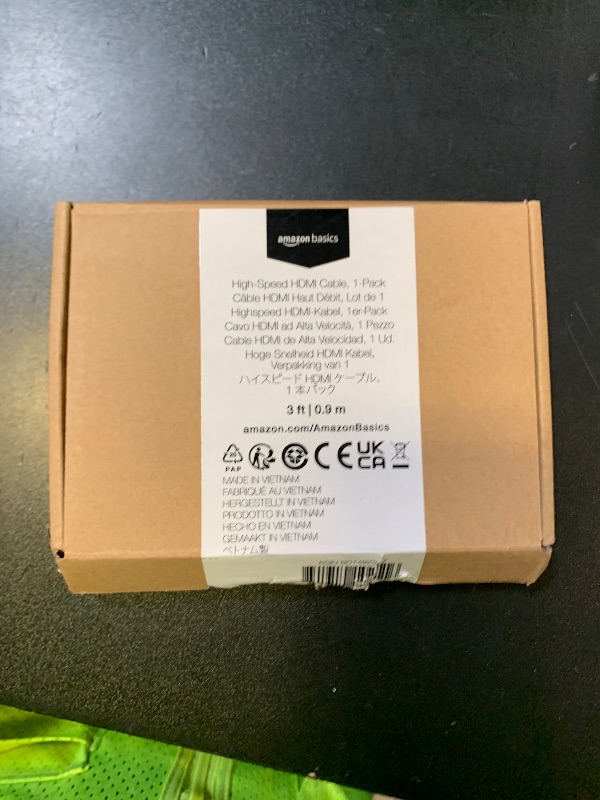 amazon basics
High-Speed HDMI Cable, 1-Pack
Câble HDMI Haut Débit, Lot de 1
Highspeed HDMI-Kabel, 1er-Pack
Cavo HDMI ad Alta Velocità, 1 Pezzo
Cable HDMI de Alta Velocidad, 1 Ud.
Hoge Snelheid HDMI Kabel,
Verpakking van 1
ハイスピード HDMI ケーブル、
1 本パック
3 ft | 0.9 m
amazon.com/AmazonBasics
PAP
CE
UK
CA
MADE IN VIETNAM
FABRIQUÉ AU VIETNAM
HERGESTELLT IN VIETNAM
PRODOTTO IN VIETNAM
HECHO EN VIETNAM
GEMAAKT IN VIETNAM
ベトナム製